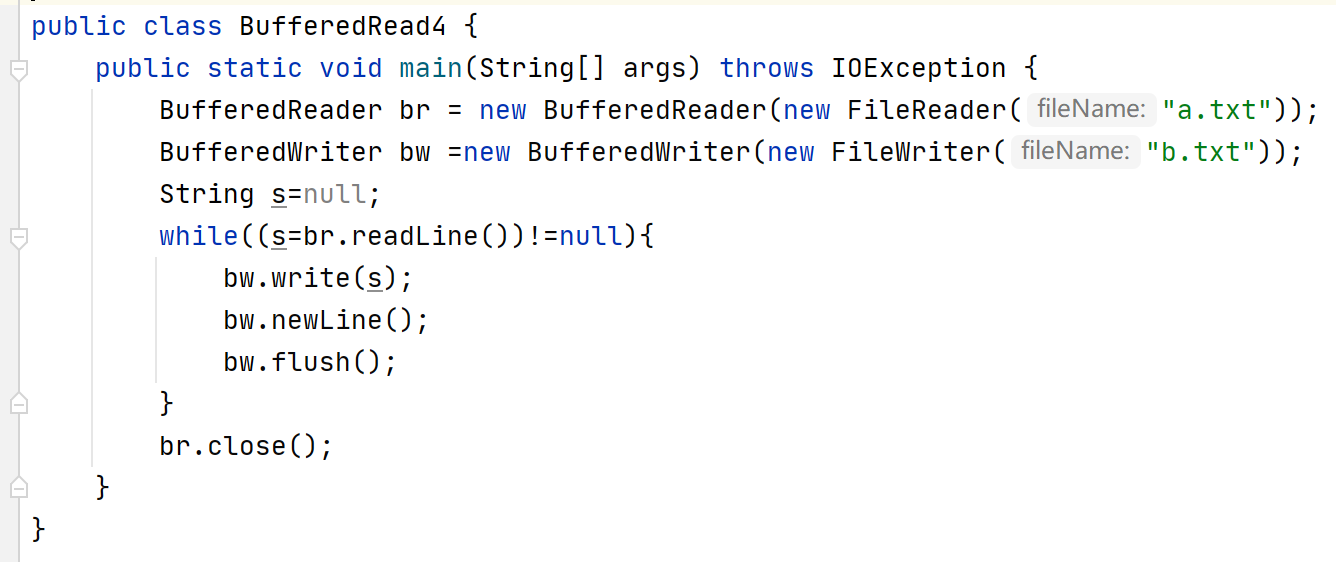 public class BufferedRead4 {
public static void main(String[] args) throws IOException {
BufferedReader br = new BufferedReader(new FileReader( fileName: "a.txt"));
BufferedWriter bw =new BufferedWriter(new FileWriter( fileName: "b.txt"));
String s=null;
while((s=br.readLine())!=null){
bw.write(s);
bw.newLine();
bw.flush();
}
br.close();
}
}